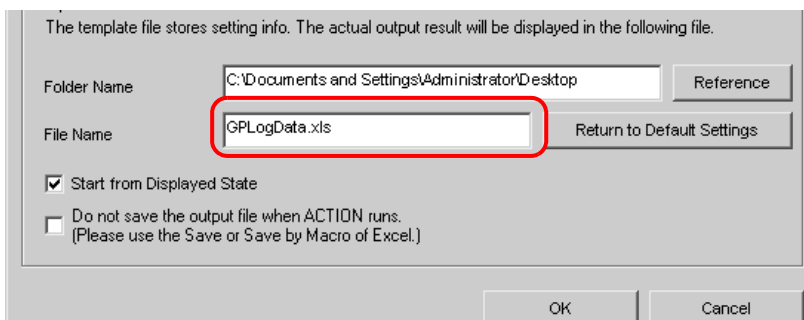 The template file stores setting info. The actual output result will be displayed in the following file.
Folder Name C:\Documents and Settings\Administrator\Desktop Reference
File Name GPLogData.xls Return to Default Settings
Start from Displayed State
Do not save the output file when ACTION runs.
(Please use the Save or Save by Macro of Excel.)
OK Cancel